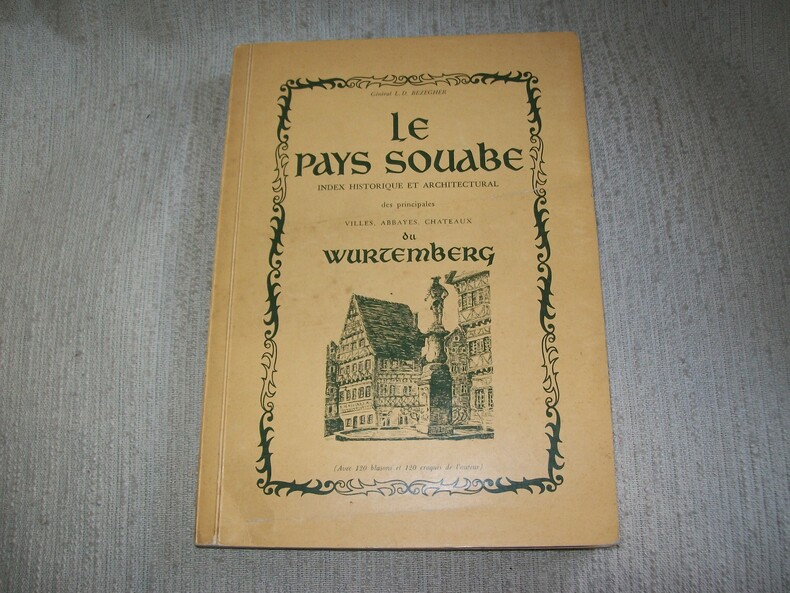 Général I. D. BEZEGHER
LE
PAYS SOUABE
INDEX HISTORIQUE ET ARCHITECTURAL
des principales
VILLES, ABBAYES, CHATEAUX
du
WURTEMBERG
(Avec 120 blasons et 120 croquis de l'auteur)